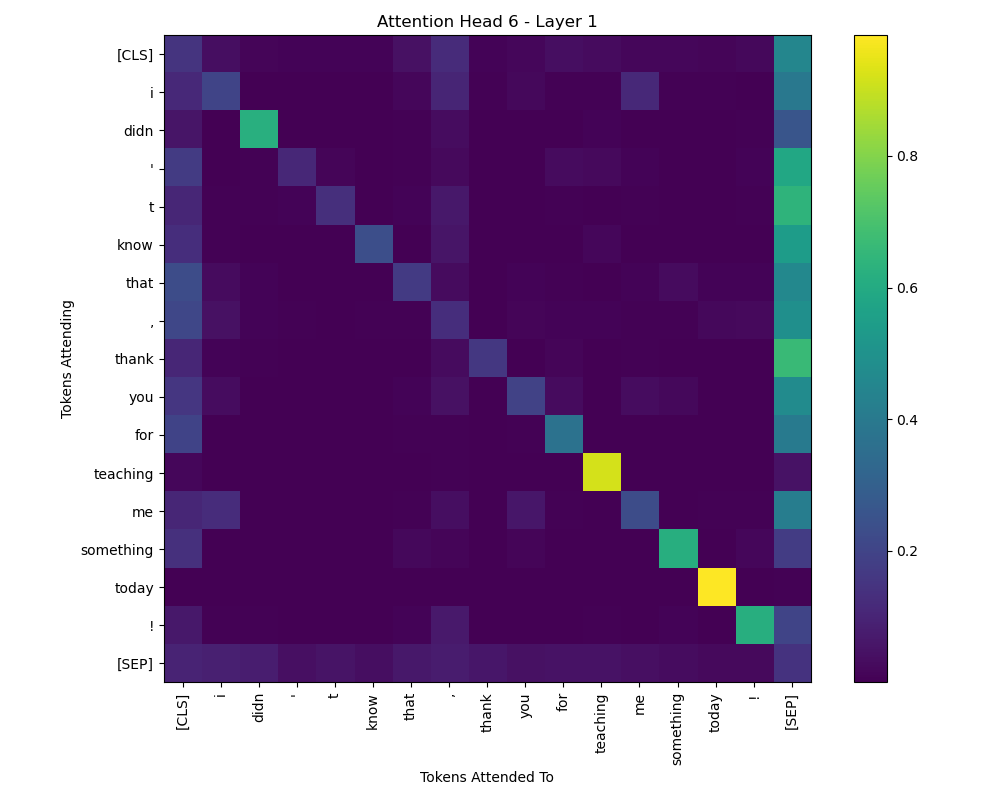 Attention Head 6 - Layer 1
Tokens Attending
[CLS]
i
didn
'
t
know
that
,
thank
you
for
teaching
me
something
today
!
[SEP]
[CLS]
i
didn
'
t
know
that
,
thank
you
for
teaching
me
something
today
!
[SEP]
Tokens Attended To
0.8
0.6
0.4
0.2